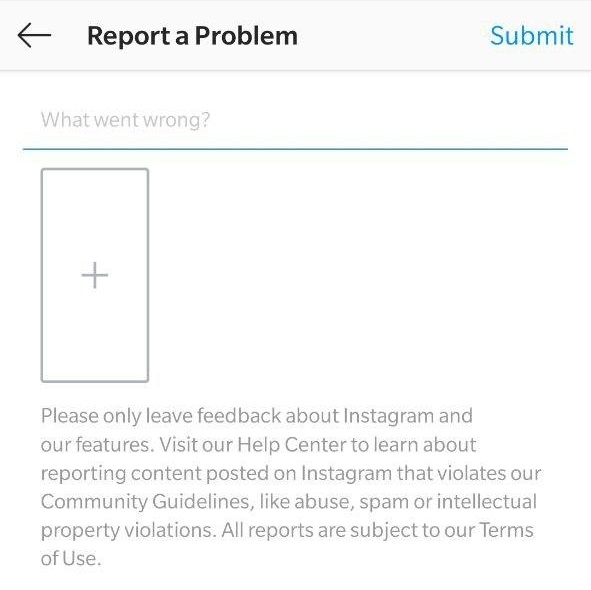 Report a Problem Submit
What went wrong?
Please only leave feedback about Instagram and
our features. Visit our Help Center to learn about
reporting content posted on Instagram that violates our
Community Guidelines, like abuse, spam or intellectual
property violations. All reports are subject to our Terms
of Use.